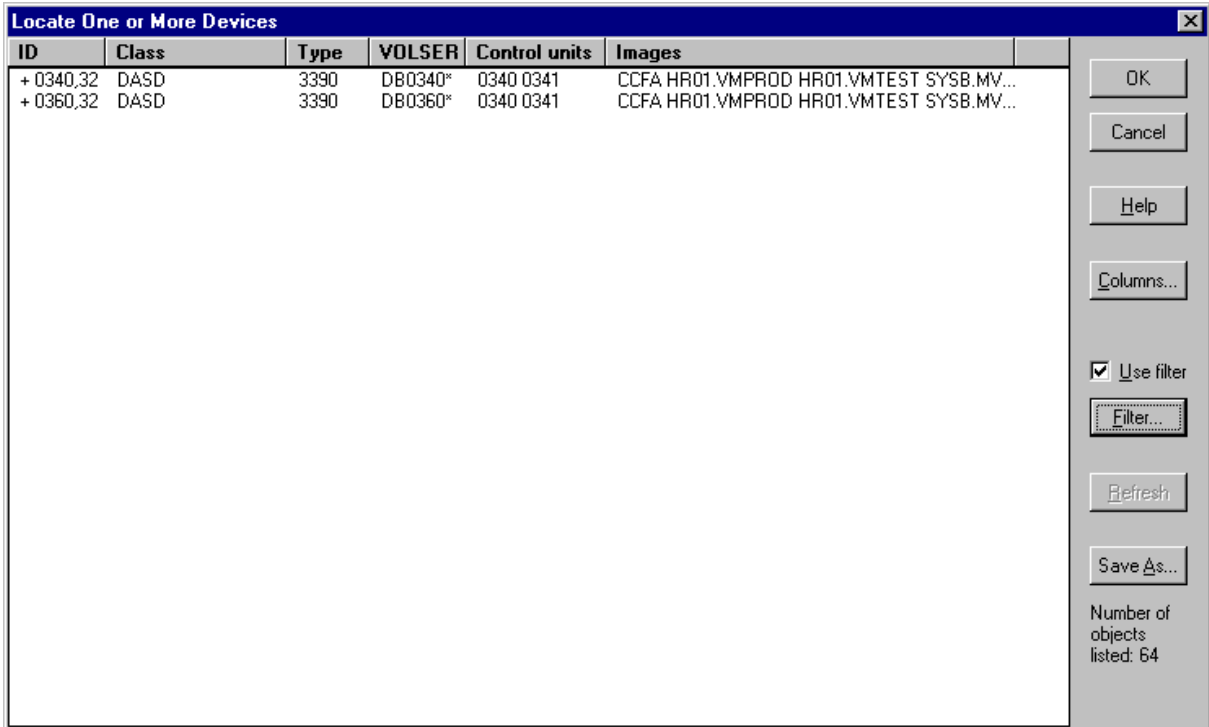 Locate One or More Devices
ID Class Type VOLSER Control units Images
+ 0340,32 DASD 3390 DB0340* 0340 0341 CCFA HR01.VMPROD HR01.VMTEST SYSB.MV...
+ 0360,32 DASD 3390 DB0360* 0340 0341 CCFA HR01.VMPROD HR01.VMTEST SYSB.MV...
OK
Cancel
Help
Columns...
Use filter
Filter...
Refresh
Save As...
Number of
objects
listed: 64